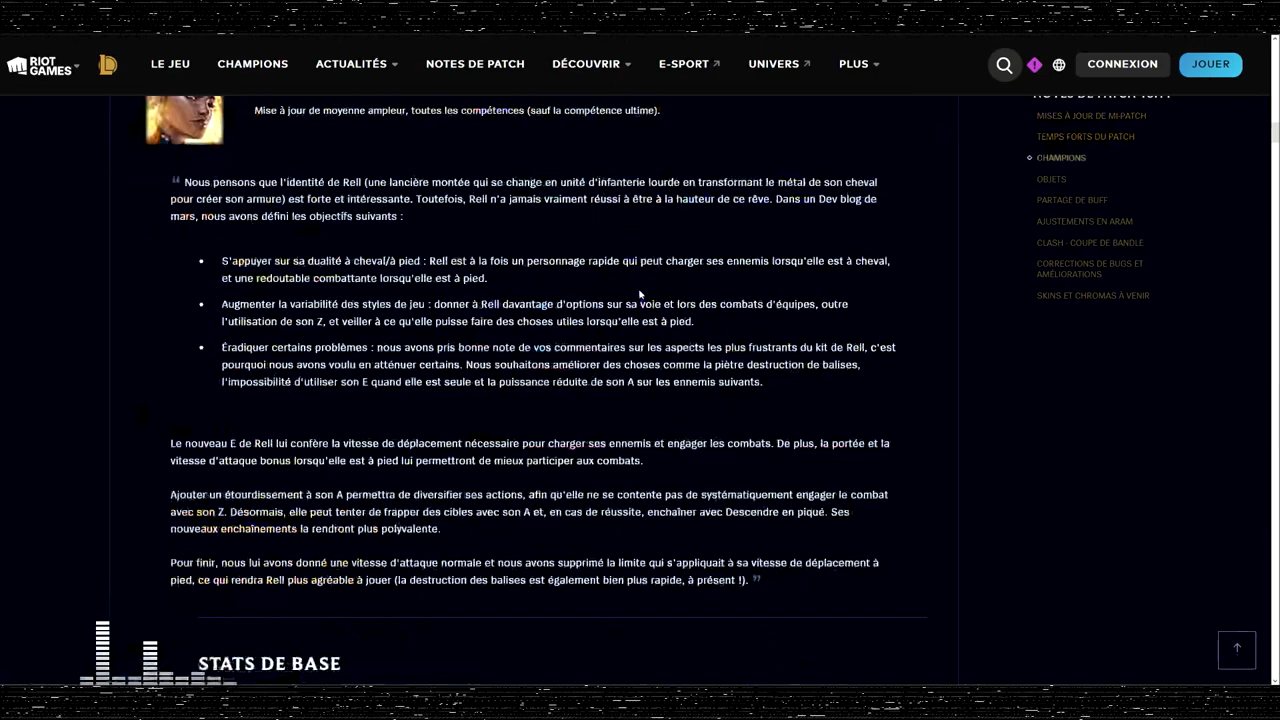 RIOT GAMES
LE JEU
CHAMPIONS
ACTUALITÉS
NOTES DE PATCH
DÉCOUVRIR
E-SPORT
UNIVERS
PLUS
CONNEXION
JOUER
Mise à jour de moyenne ampleur, toutes les compétences (sauf la compétence ultime).
Nous pensons que l'identité de Rell (une lancière montée qui se change en unité d'infanterie lourde en transformant le métal de son cheval
pour créer son armure) est forte et intéressante. Toutefois, Rell n'a jamais vraiment réussi à être à la hauteur de ce rêve. Dans un Dev blog de
mars, nous avons défini les objectifs suivants :
S'appuyer sur sa dualité à cheval/à pied : Rell est à la fois un personnage rapide qui peut charger ses ennemis lorsqu'elle est à cheval,
et une redoutable combattante lorsqu'elle est à pied.
Augmenter la variabilité des styles de jeu : donner à Rell davantage d'options sur sa voie et lors des combats d'équipes, outre
l'utilisation de son Z, et veiller à ce qu'elle puisse faire des choses utiles lorsqu'elle est à pied.
Éradiquer certains problèmes : nous avons pris bonne note de vos commentaires sur les aspects les plus frustrants du kit de Rell, c'est
pourquoi nous avons voulu en atténuer certains. Nous souhaitons améliorer des choses comme la piètre destruction de balises,
l'impossibilité d'utiliser son E quand elle est seule et la puissance réduite de son A sur les ennemis suivants.
Le nouveau E de Rell lui confère la vitesse de déplacement nécessaire pour charger ses ennemis et engager les combats. De plus, la portée et la
vitesse d'attaque bonus lorsqu'elle est à pied lui permettront de mieux participer aux combats.
Ajouter un étourdissement à son A permettra de diversifier ses actions, afin qu'elle ne se contente pas de systématiquement engager le combat
avec son Z. Désormais, elle peut tenter de frapper des cibles avec son A et, en cas de réussite, enchaîner avec Descendre en piqué. Ses
nouveaux enchaînements la rendront plus polyvalente.
Pour finir, nous lui avons donné une vitesse d'attaque normale et nous avons supprimé la limite qui s'appliquait à sa vitesse de déplacement à
pied, ce qui rendra Rell plus agréable à jouer (la destruction des balises est également bien plus rapide, à présent !).
STATS DE BASE
NOTES DE PATCH
MISES À JOUR DE MI-PATCH
TEMPS FORTS DU PATCH
CHAMPIONS
OBJETS
PARTAGE DE BUFF
AJUSTEMENTS EN ARAM
CLASH - COUPE DE BANDLE
CORRECTIONS DE BUGS ET
AMÉLIORATIONS
SKINS ET CHROMAS À VENIR